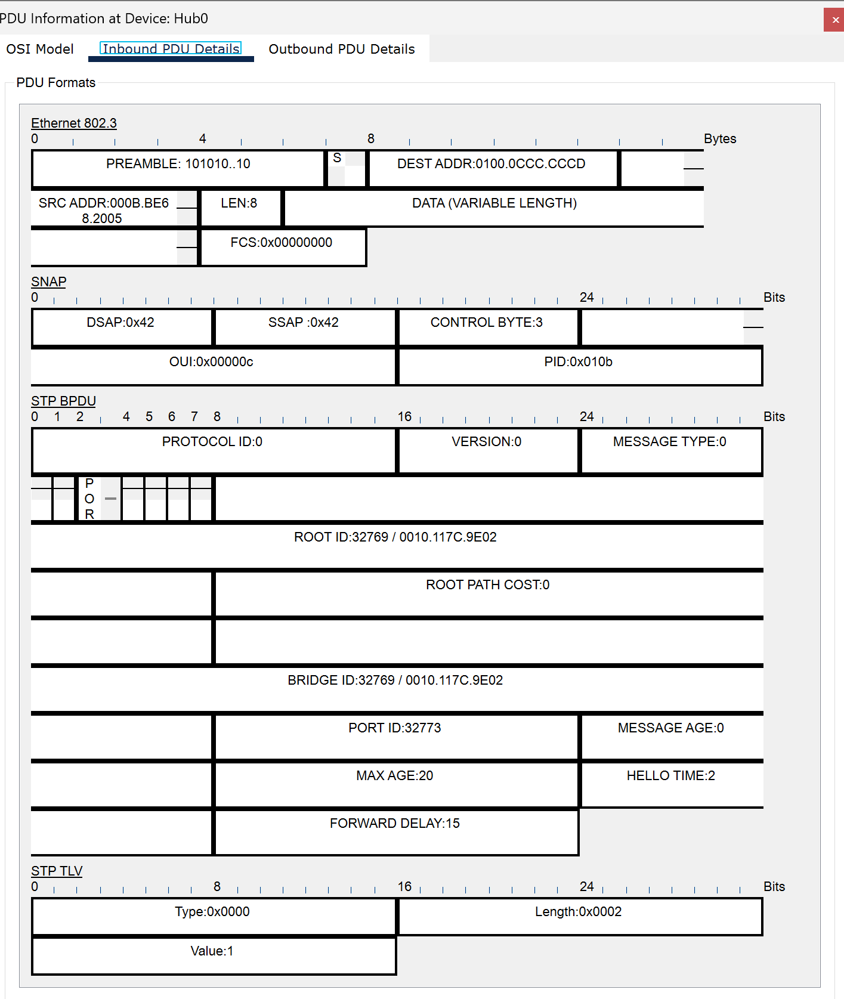 PDU Information at Device: Hub0
×
OSI Model Inbound PDU Details Outbound PDU Details
PDU Formats
Ethernet 802.3
0 4 8 Bytes
PREAMBLE: 101010..10 S DEST ADDR:0100.0CCC.CCCD
SRC ADDR:000B.BE6 LEN:8 DATA (VARIABLE LENGTH)
8.2005
FCS:0x00000000
SNAP
0 24 Bits
DSAP:0x42 SSAP :0x42 CONTROL BYTE:3
OUI:0x00000c PID:0x010b
STP BPDU
0 1 2 4 5 6 7 8 16 24 Bits
PROTOCOL ID:0 VERSION:0 MESSAGE TYPE:0
P
O
R
ROOT ID:32769 / 0010.117C.9E02
ROOT PATH COST:0
BRIDGE ID:32769 / 0010.117C.9E02
PORT ID:32773 MESSAGE AGE:0
MAX AGE:20 HELLO TIME:2
FORWARD DELAY:15
STP TLV
0 8 16 24 Bits
Type:0x0000 Length:0x0002
Value:1